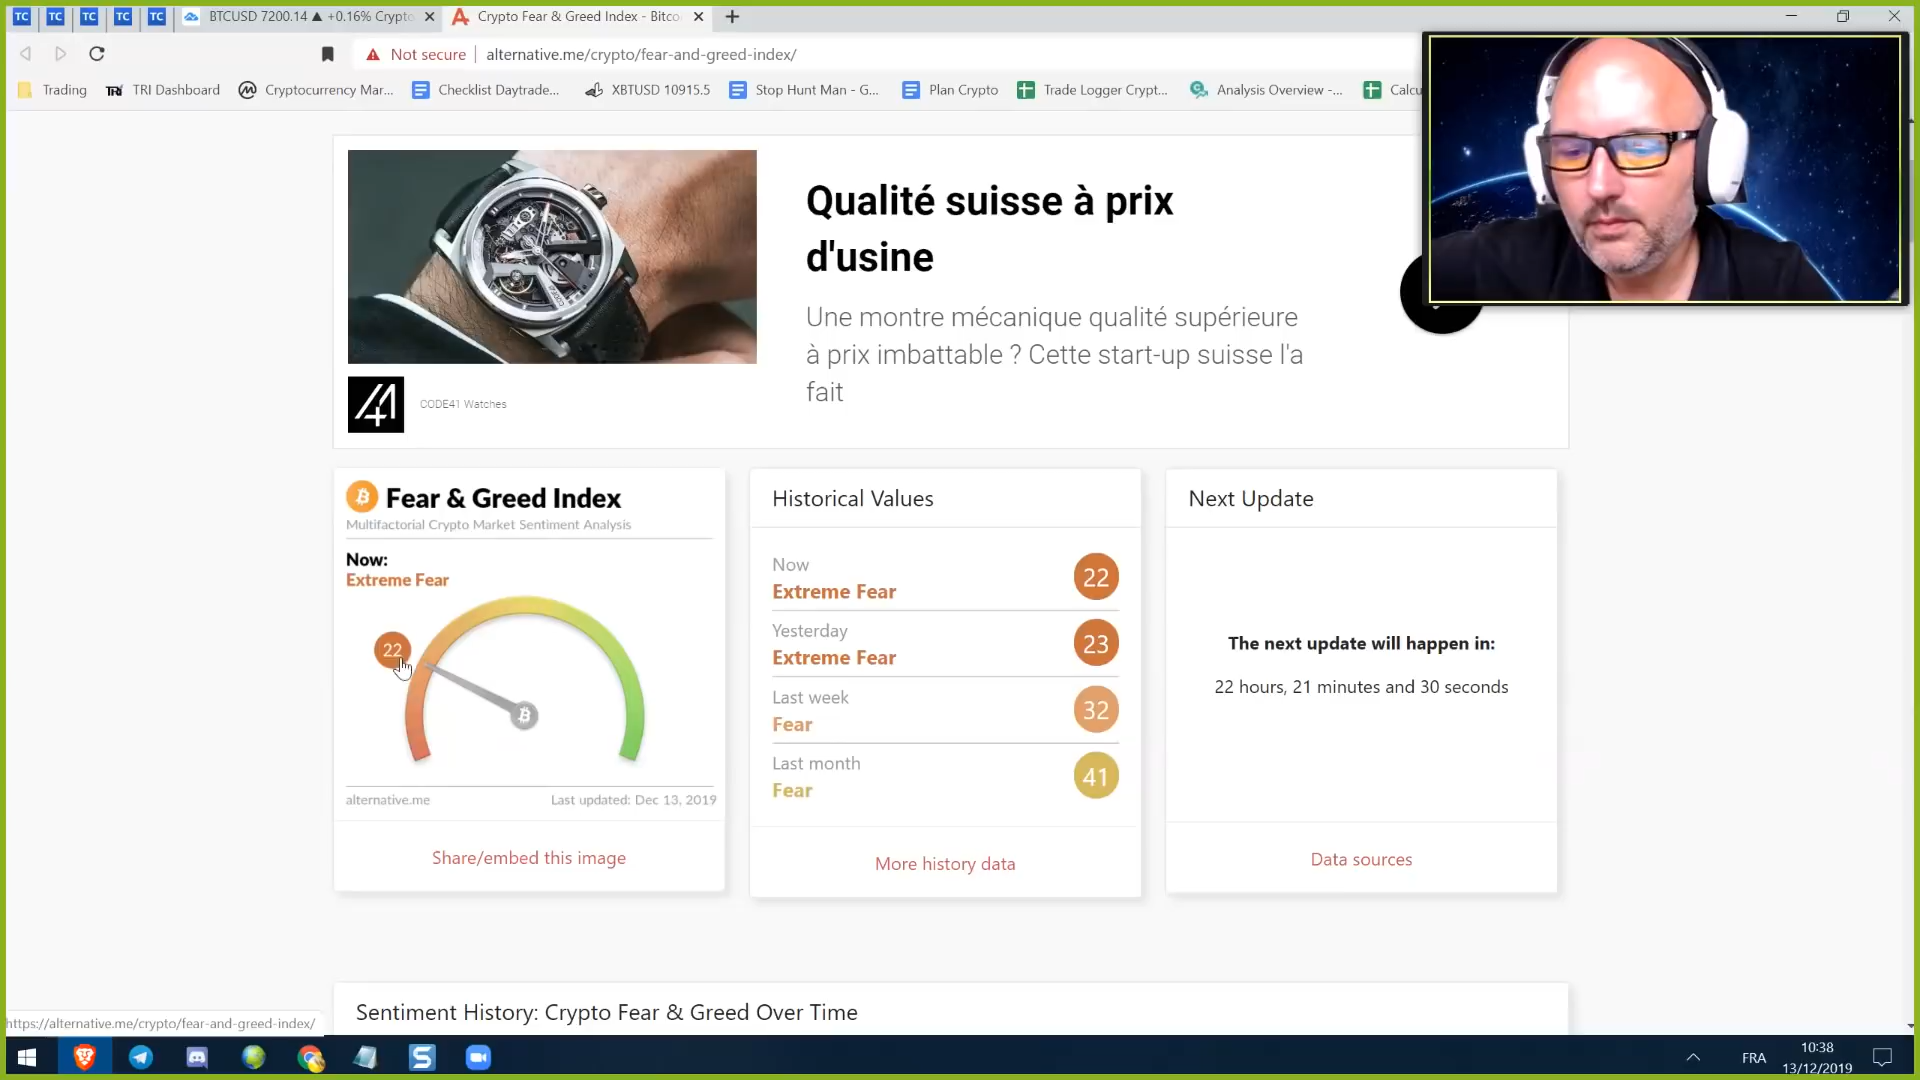 TC
TC
TC
TC
TC
BTCUSD 7200.14 ▲ +0.16% Crypto
Crypto Fear & Greed Index - Bitco
Not secure
alternative.me/crypto/fear-and-greed-index/
Trading
TRI Dashboard
Cryptocurrency Mar...
Checklist Daytrade...
XBTUSD 10915.5
Stop Hunt Man - G...
Plan Crypto
Trade Logger Crypt...
Analysis Overview -...
Calcu
Qualité suisse à prix
d'usine
Une montre mécanique qualité supérieure
à prix imbattable ? Cette start-up suisse l'a
fait
CODE41 Watches
Fear & Greed Index
Multifactorial Crypto Market Sentiment Analysis
Now:
Extreme Fear
22
alternative.me
Last updated: Dec 13, 2019
Share/embed this image
Historical Values
Now
Extreme Fear
22
Yesterday
Extreme Fear
23
Last week
Fear
32
Last month
Fear
41
More history data
Next Update
The next update will happen in:
22 hours, 21 minutes and 30 seconds
Data sources
Sentiment History: Crypto Fear & Greed Over Time
https://alternative.me/crypto/fear-and-greed-index/
FRA
10:38
13/12/2019